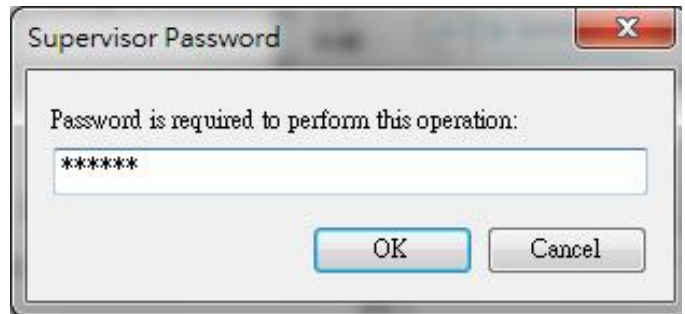 Supervisor Password
Password is required to perform this operation:
******
OK
Cancel